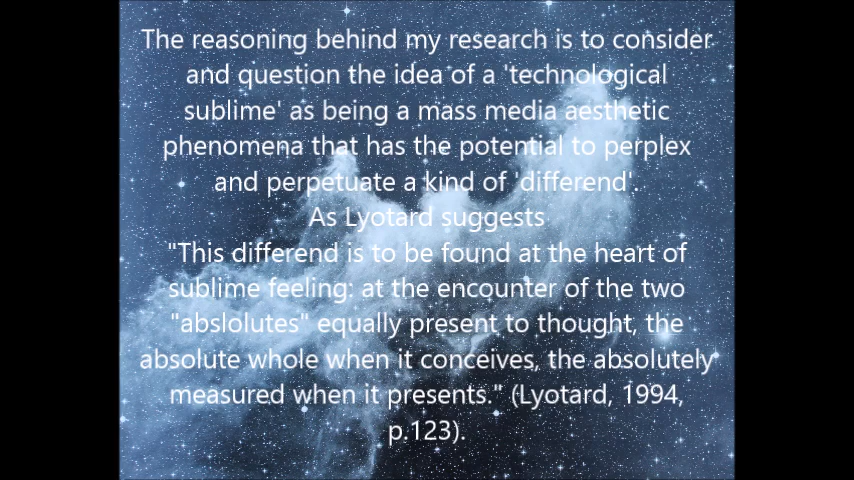 The reasoning behind my research is to consider
and question the idea of a 'technological
sublime' as being a mass media aesthetic
phenomena that has the potential to perplex
and perpetuate a kind of 'differend'.
As Lyotard suggests
"This differend is to be found at the heart of
sublime feeling: at the encounter of the two
"abslolutes" equally present to thought, the
absolute whole when it conceives, the absolutely
measured when it presents." (Lyotard, 1994,
p.123).